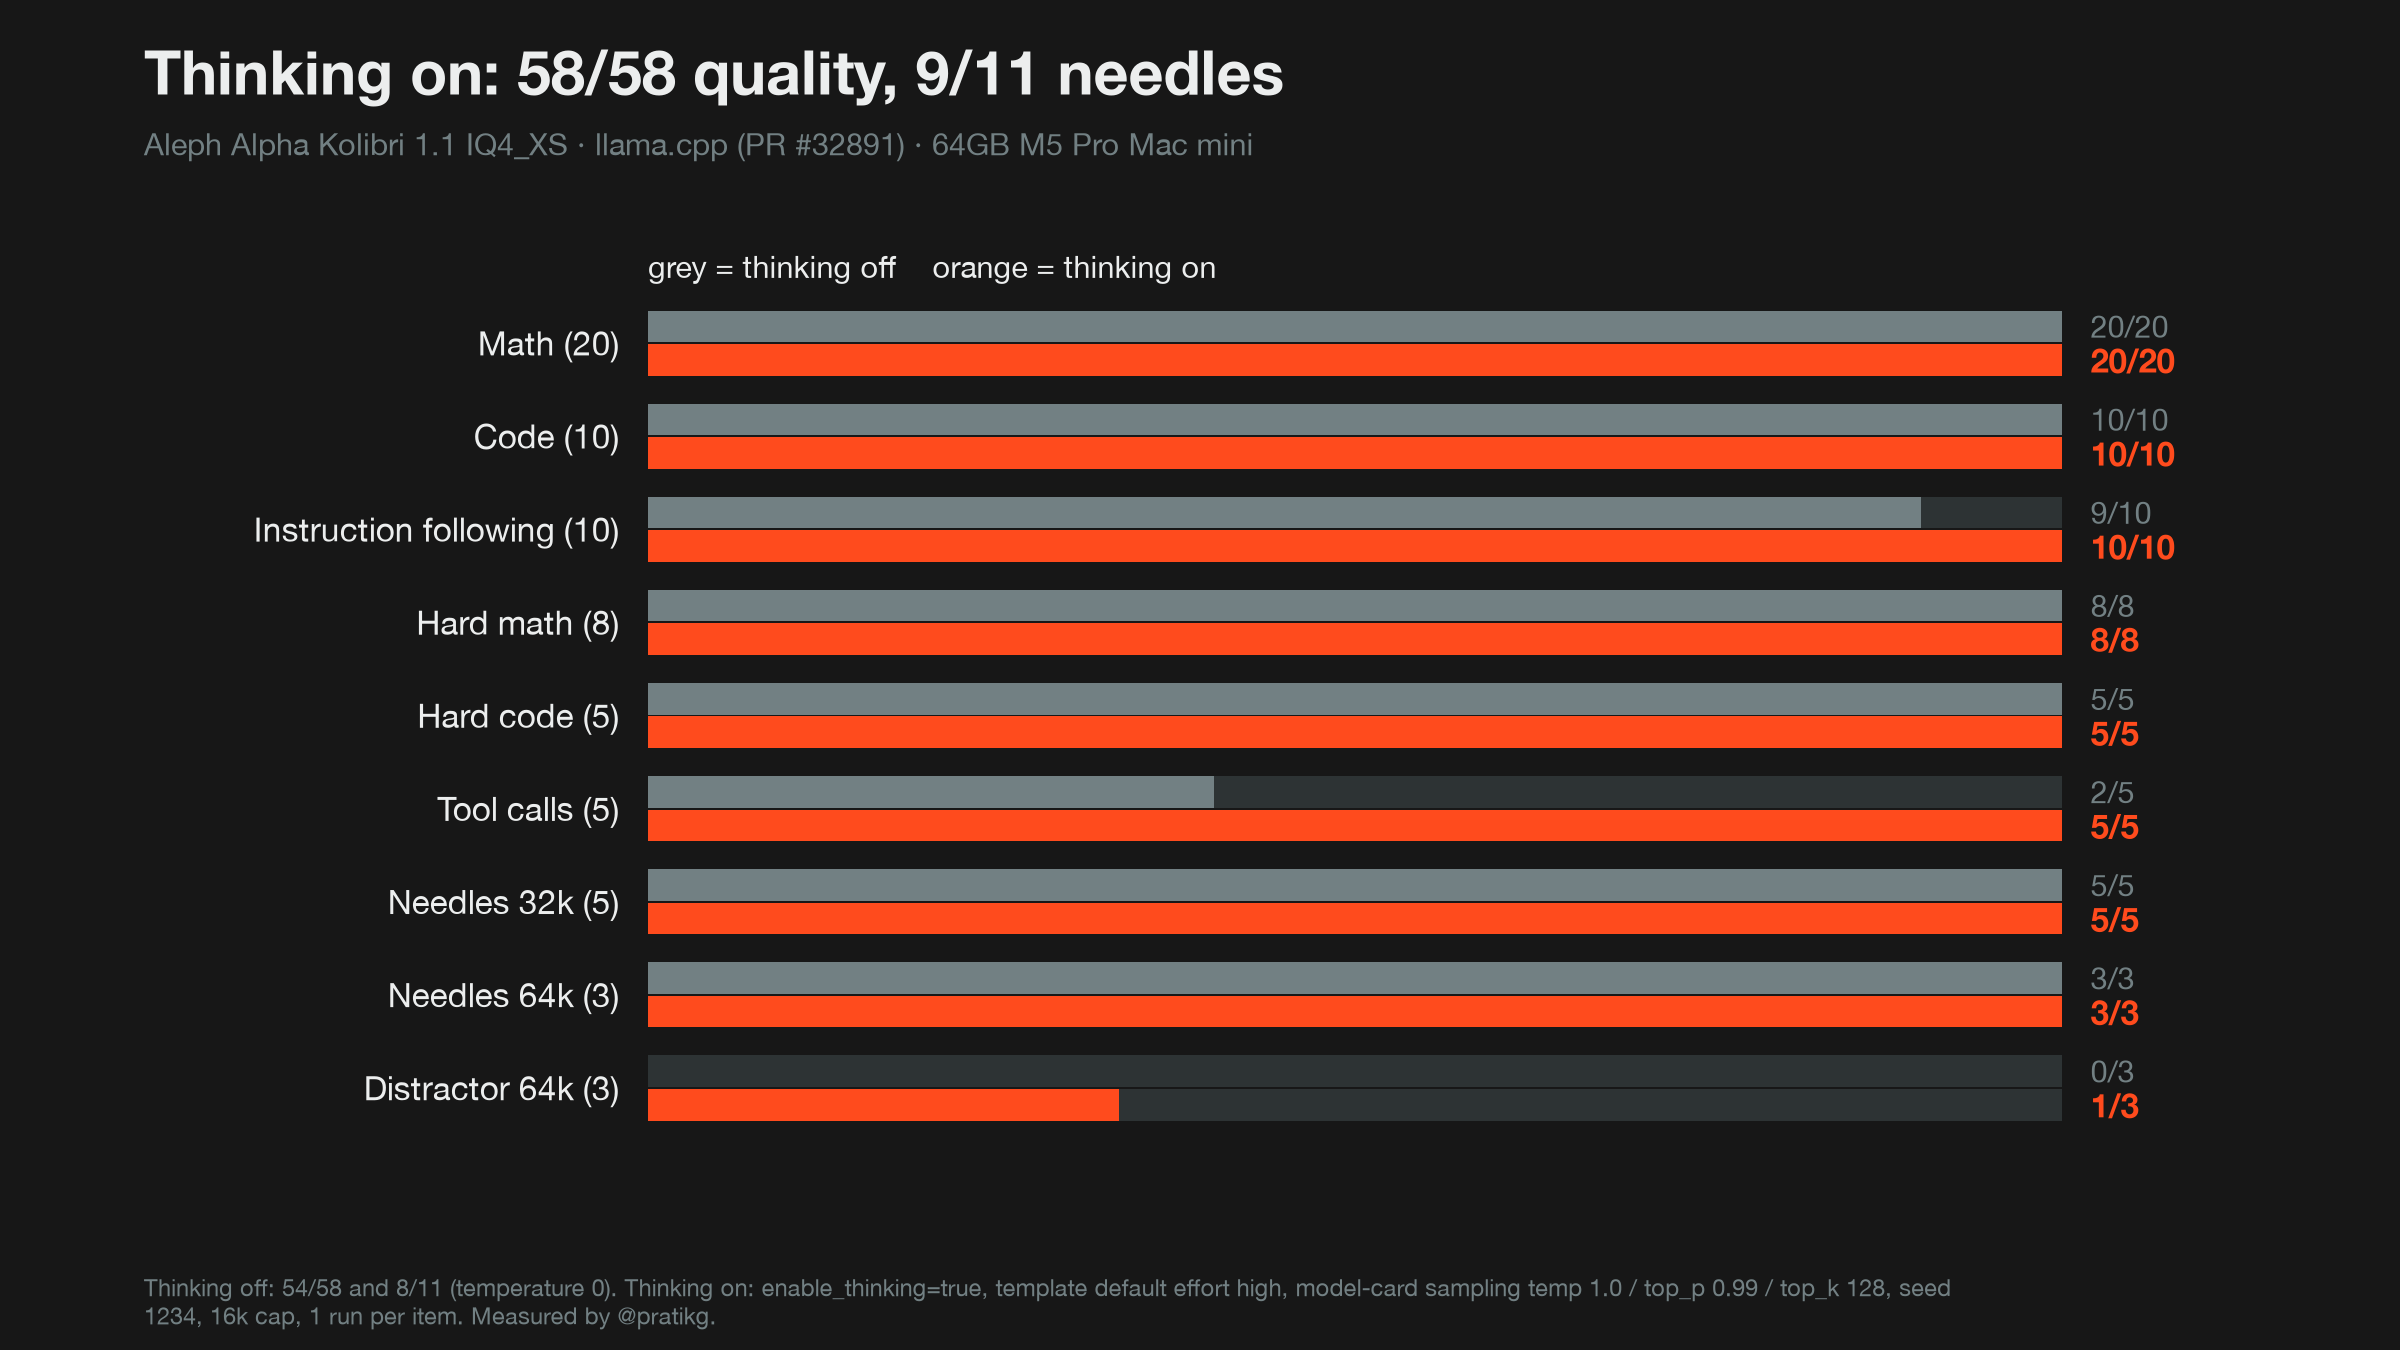 Thinking on: 58/58 quality, 9/11 needles
Aleph Alpha Kolibri 1.1 IQ4_XS · llama.cpp (PR #32891) · 64GB M5 Pro Mac mini
grey = thinking off orange = thinking on
Math (20)
20/20
20/20
Code (10)
10/10
10/10
Instruction following (10)
9/10
10/10
Hard math (8)
8/8
8/8
Hard code (5)
5/5
5/5
Tool calls (5)
2/5
5/5
Needles 32k (5)
5/5
5/5
Needles 64k (3)
3/3
3/3
Distractor 64k (3)
0/3
1/3
Thinking off: 54/58 and 8/11 (temperature 0). Thinking on: enable_thinking=true, template default effort high, model-card sampling temp 1.0 / top_p 0.99 / top_k 128, seed
1234, 16k cap, 1 run per item. Measured by @pratikg.